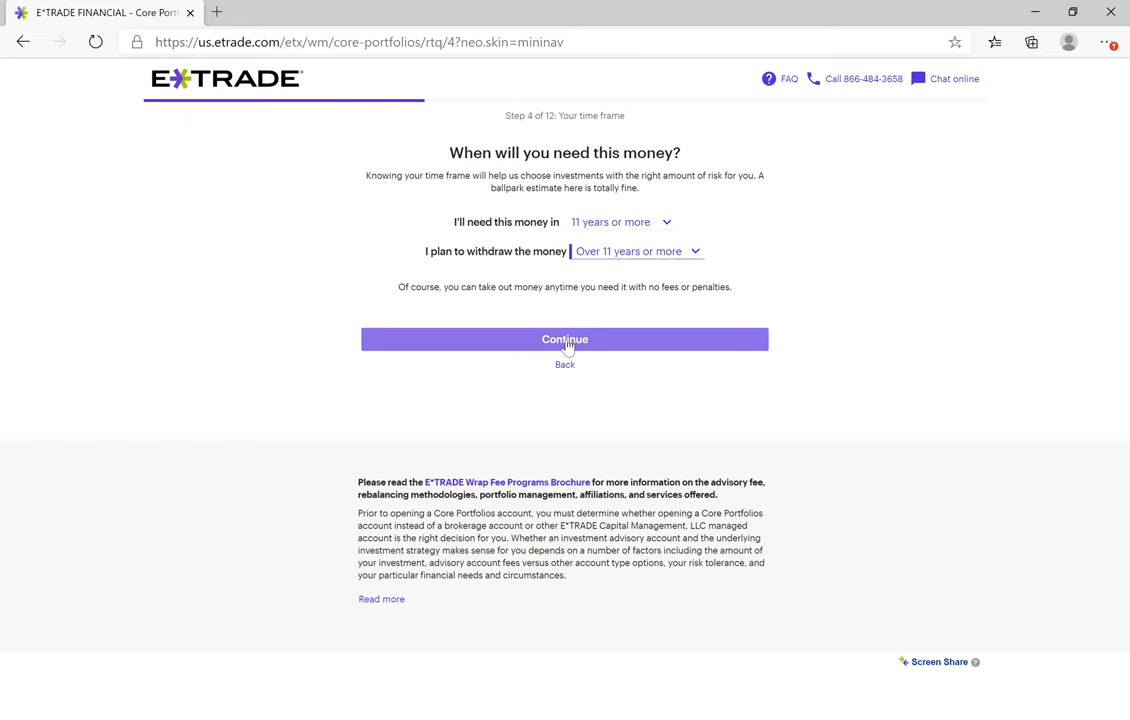 E*TRADE FINANCIAL - Core Portf
https://us.etrade.com/etx/wm/core-portfolios/rtq/4?neo.skin=mininav
E*TRADE
? FAQ
Call 866-484-3658
Chat online
Step 4 of 12: Your time frame
When will you need this money?
Knowing your time frame will help us choose investments with the right amount of risk for you. A
ballpark estimate here is totally fine.
I'll need this money in 11 years or more
I plan to withdraw the money Over 11 years or more
Of course, you can take out money anytime you need it with no fees or penalties.
Continue
Back
Please read the E*TRADE Wrap Fee Programs Brochure for more information on the advisory fee,
rebalancing methodologies, portfolio management, affiliations, and services offered.
Prior to opening a Core Portfolios account, you must determine whether opening a Core Portfolios
account instead of a brokerage account or other E*TRADE Capital Management, LLC managed
account is the right decision for you. Whether an investment advisory account and the underlying
investment strategy makes sense for you depends on a number of factors including the amount of
your investment, advisory account fees versus other account type options, your risk tolerance, and
your particular financial needs and circumstances.
Read more
Screen Share ?